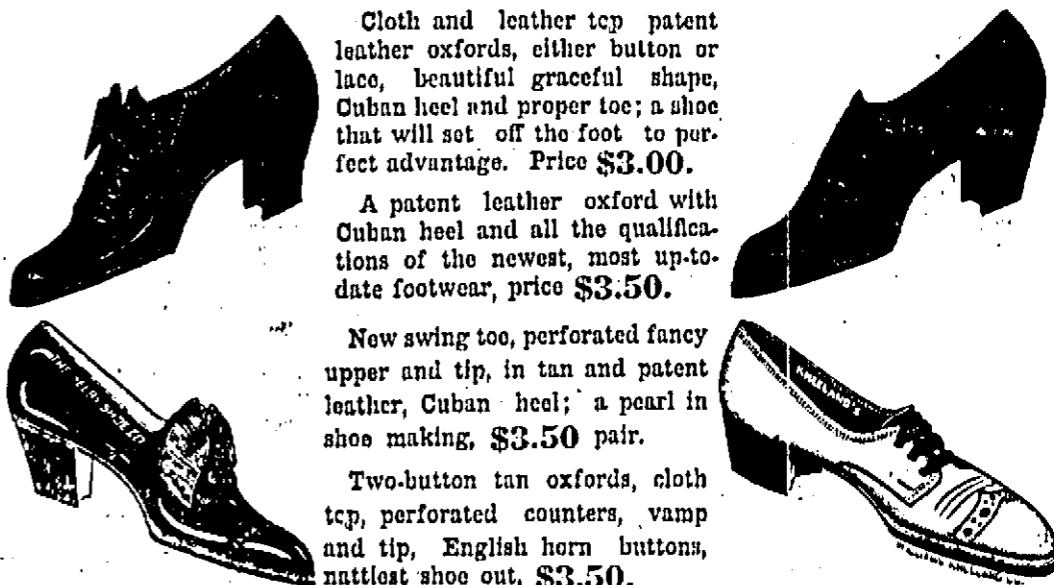 Cloth and leather top patent
leather oxfords, either button or
lace, beautiful graceful shape,
Cuban heel and proper toe; a shoe
that will set off the foot to per-
fect advantage. Price $3.00.
A patent leather oxford with
Cuban heel and all the qualifica-
tions of the newest, most up-to-
date footwear, price $3.50.
New swing toe, perforated fancy
upper and tip, in tan and patent
leather, Cuban heel; a pearl in
shoe making, $3.50 pair.
Two-button tan oxfords, cloth
top, perforated counters, vamp
and tip, English horn buttons,
nattiest shoe out, $3.50.